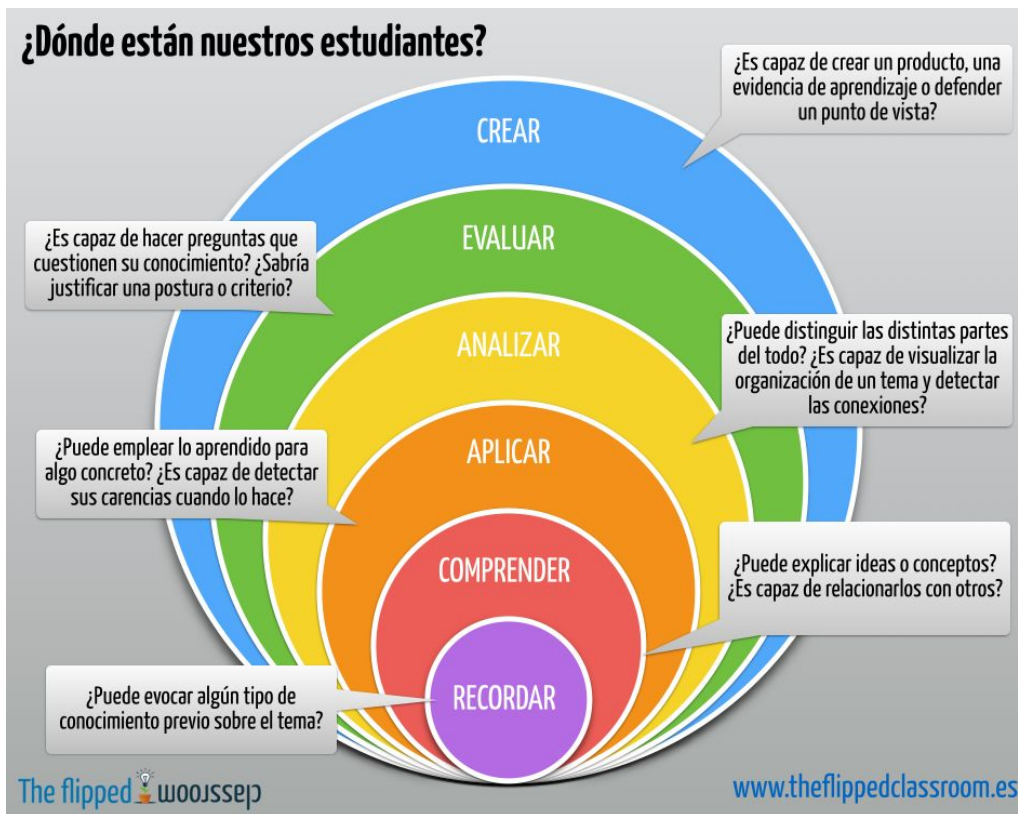 ¿Dónde están nuestros estudiantes?
¿Es capaz de crear un producto, una
evidencia de aprendizaje o defender
un punto de vista?
CREAR
¿Es capaz de hacer preguntas que
cuestionen su conocimiento? ¿Sabría
justificar una postura o criterio?
EVALUAR
ANALIZAR
¿Puede distinguir las distintas partes
del todo? ¿Es capaz de visualizar la
organización de un tema y detectar
las conexiones?
¿Puede emplear lo aprendido para
algo concreto? ¿Es capaz de detectar
sus carencias cuando lo hace?
APLICAR
COMPRENDER
¿Puede explicar ideas o conceptos?
¿Es capaz de relacionarlos con otros?
¿Puede evocar algún tipo de
conocimiento previo sobre el tema?
RECORDAR
The flipped classroom
www.theflippedclassroom.es